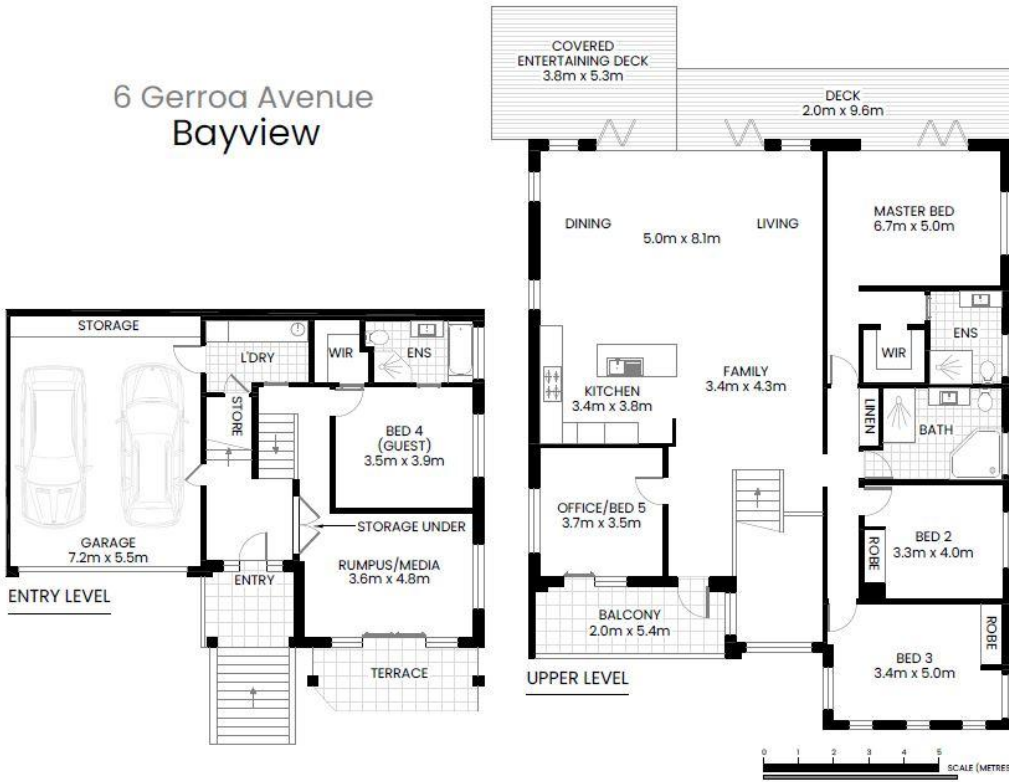 6 Gerroa Avenue
Bayview
COVERED
ENTERTAINING DECK
3.8m x 5.3m
DECK
2.0m x 9.6m
DINING
LIVING
5.0m x 8.1m
MASTER BED
6.7m x 5.0m
WIR
ENS
FAMILY
3.4m x 4.3m
KITCHEN
3.4m x 3.8m
LINEN
BATH
OFFICE/BED 5
3.7m x 3.5m
BED 2
3.3m x 4.0m
ROBE
BALCONY
2.0m x 5.4m
BED 3
3.4m x 5.0m
ROBE
UPPER LEVEL
STORAGE
L'DRY
WIR
ENS
STORE
BED 4
(GUEST)
3.5m x 3.9m
STORAGE UNDER
GARAGE
7.2m x 5.5m
RUMPUS/MEDIA
3.6m x 4.8m
ENTRY
TERRACE
ENTRY LEVEL
0 1 2 3 4 5
SCALE (METRES